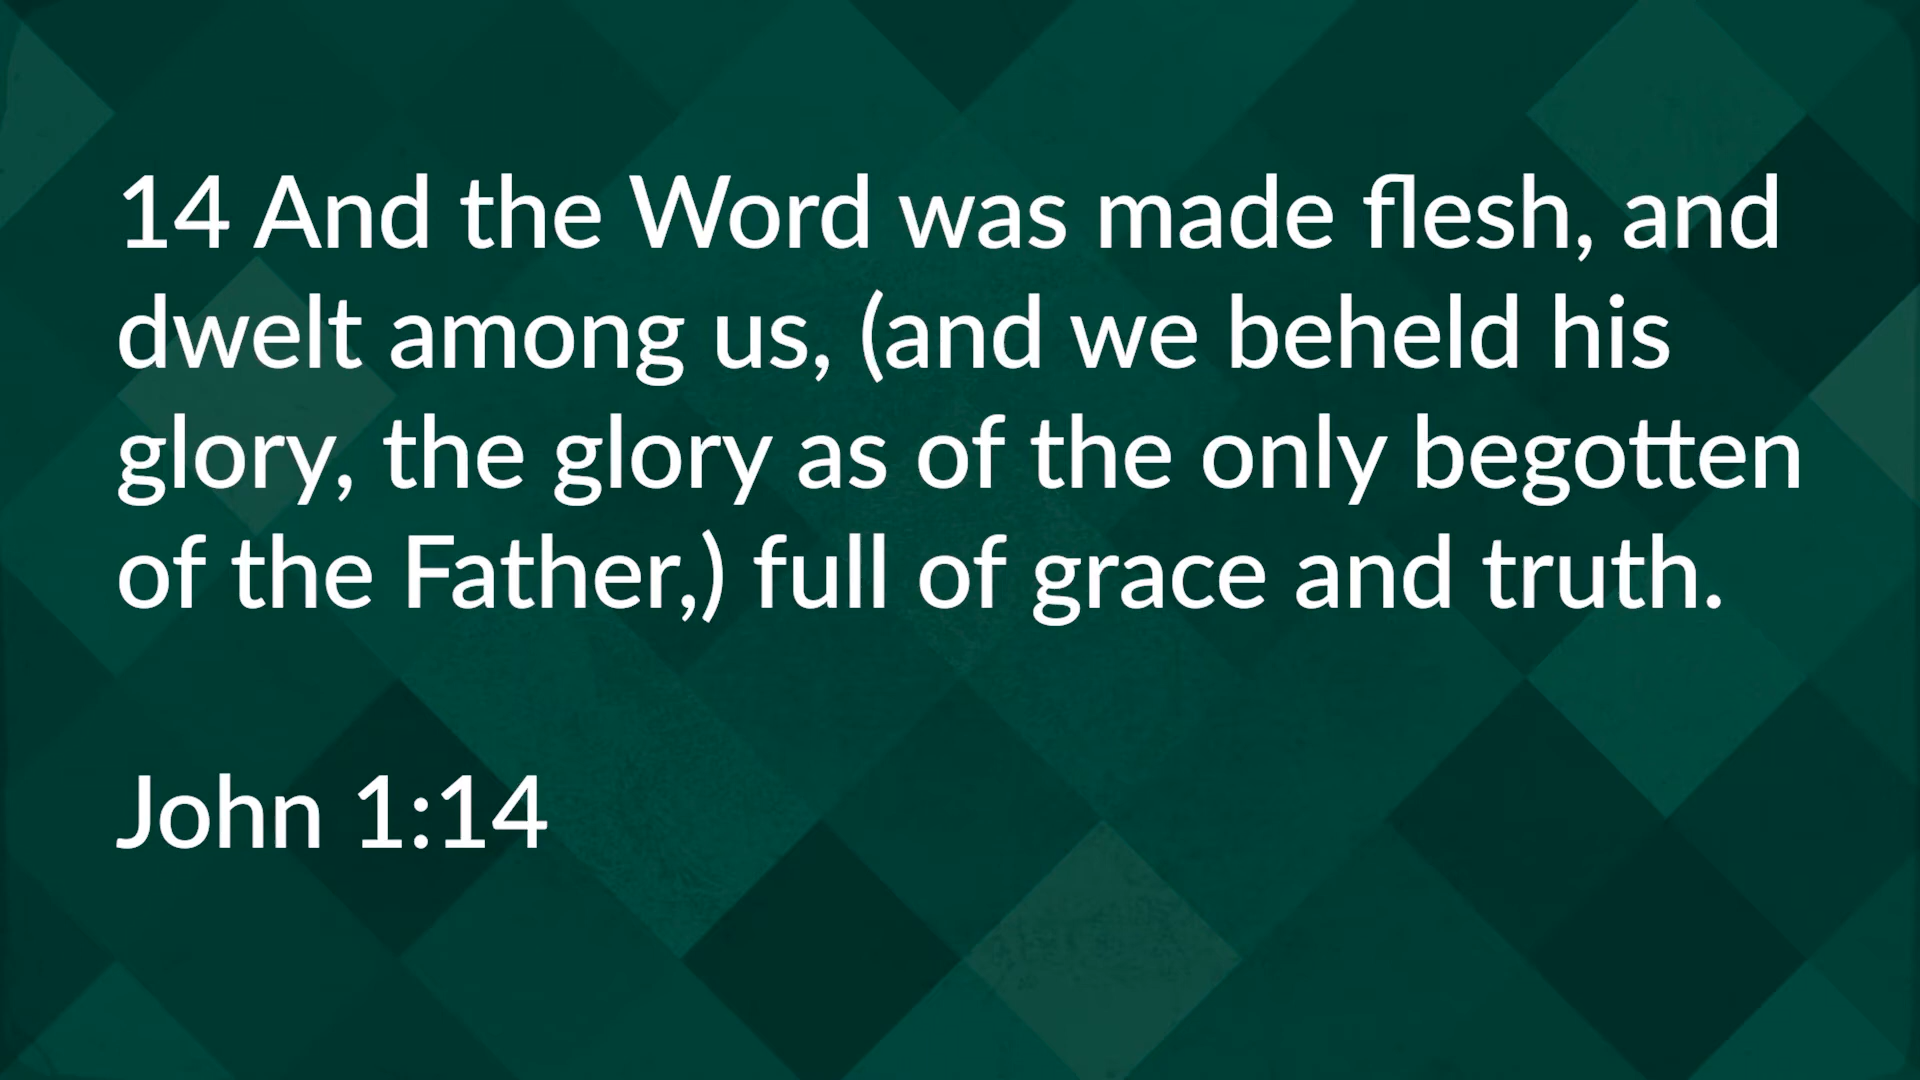 14 And the Word was made flesh, and
dwelt among us, (and we beheld his
glory, the glory as of the only begotten
of the Father,) full of grace and truth.
John 1:14